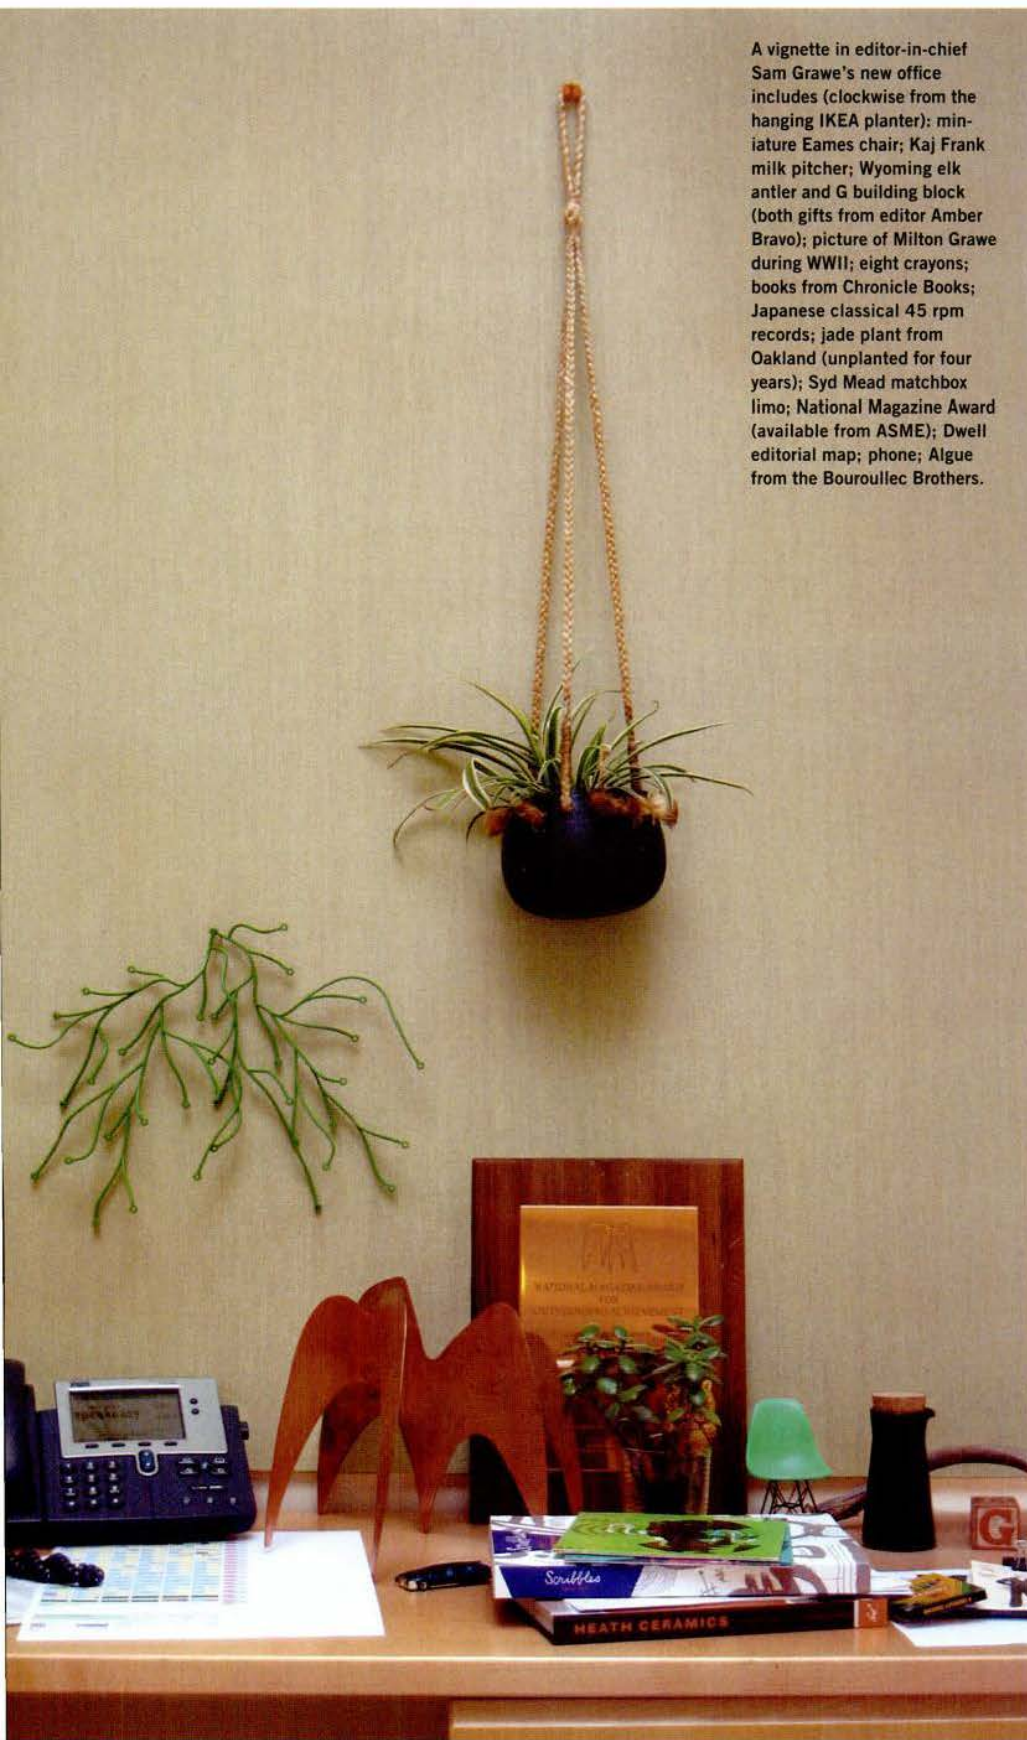 A vignette in editor-in-chief
Sam Grawe's new office
includes (clockwise from the
hanging IKEA planter): min-
iature Eames chair; Kaj Frank
milk pitcher; Wyoming elk
antler and G building block
(both gifts from editor Amber
Bravo); picture of Milton Grawe
during WWII; eight crayons;
books from Chronicle Books;
Japanese classical 45 rpm
records; jade plant from
Oakland (unplanted for four
years); Syd Mead matchbox
limo; National Magazine Award
(available from ASME); Dwell
editorial map; phone; Algue
from the Bouroullec Brothers.
NATIONAL MAGAZINE AWARD
FOR
G
Scribbles
HEATH CERAMICS